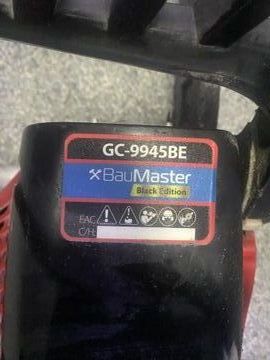 GC-9945BE
BauMaster
Black Edition
EAC
С/Н: